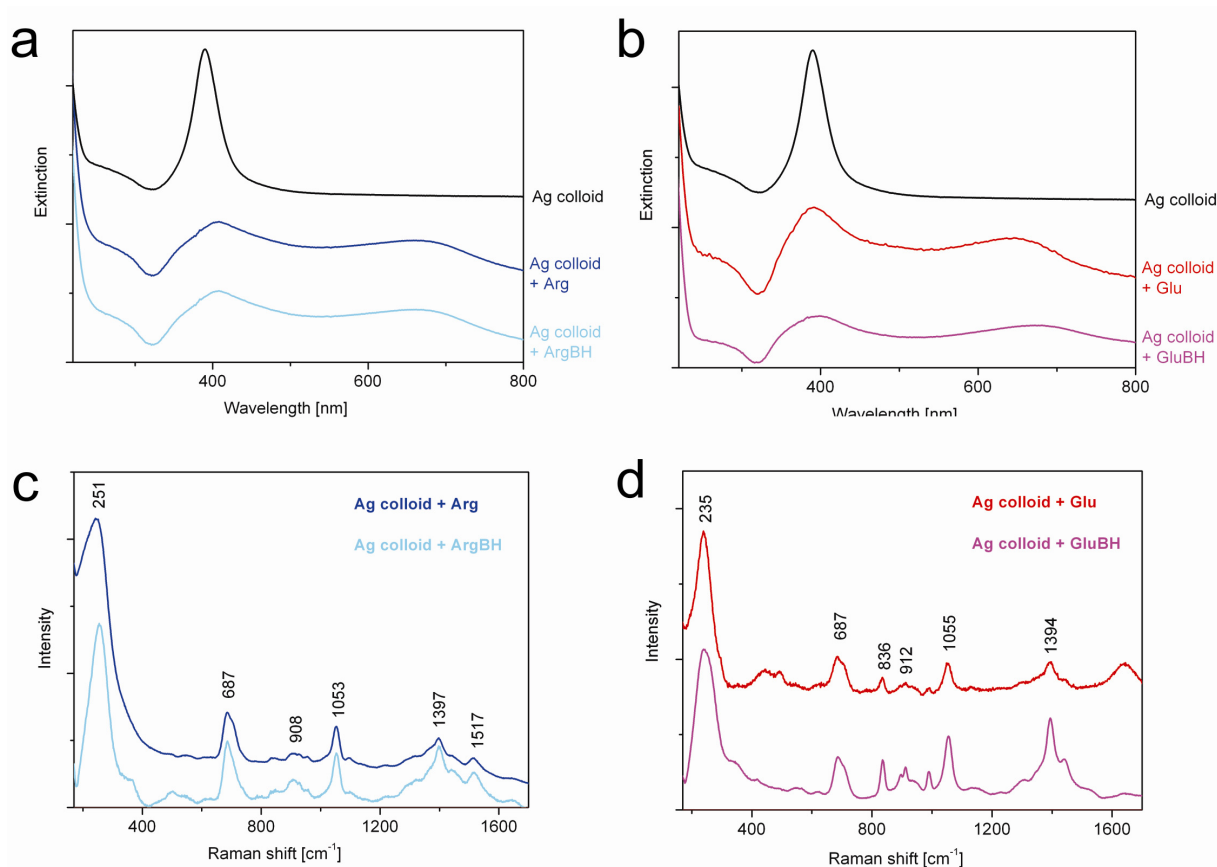 a
Extinction
Ag colloid
Ag colloid
+ Arg
Ag colloid
+ ArgBH
400
600
800
Wavelength [nm]
b
Extinction
Ag colloid
Ag colloid
+ Glu
Ag colloid
+ GluBH
400
600
800
Wavelength [nm]
c
Intensity
251
687
908
1053
1397
1517
Ag colloid + Arg
Ag colloid + ArgBH
400
800
1200
1600
Raman shift [cm⁻¹]
d
Intensity
235
687
836
912
1055
1394
Ag colloid + Glu
Ag colloid + GluBH
400
800
1200
1600
Raman shift [cm⁻¹]